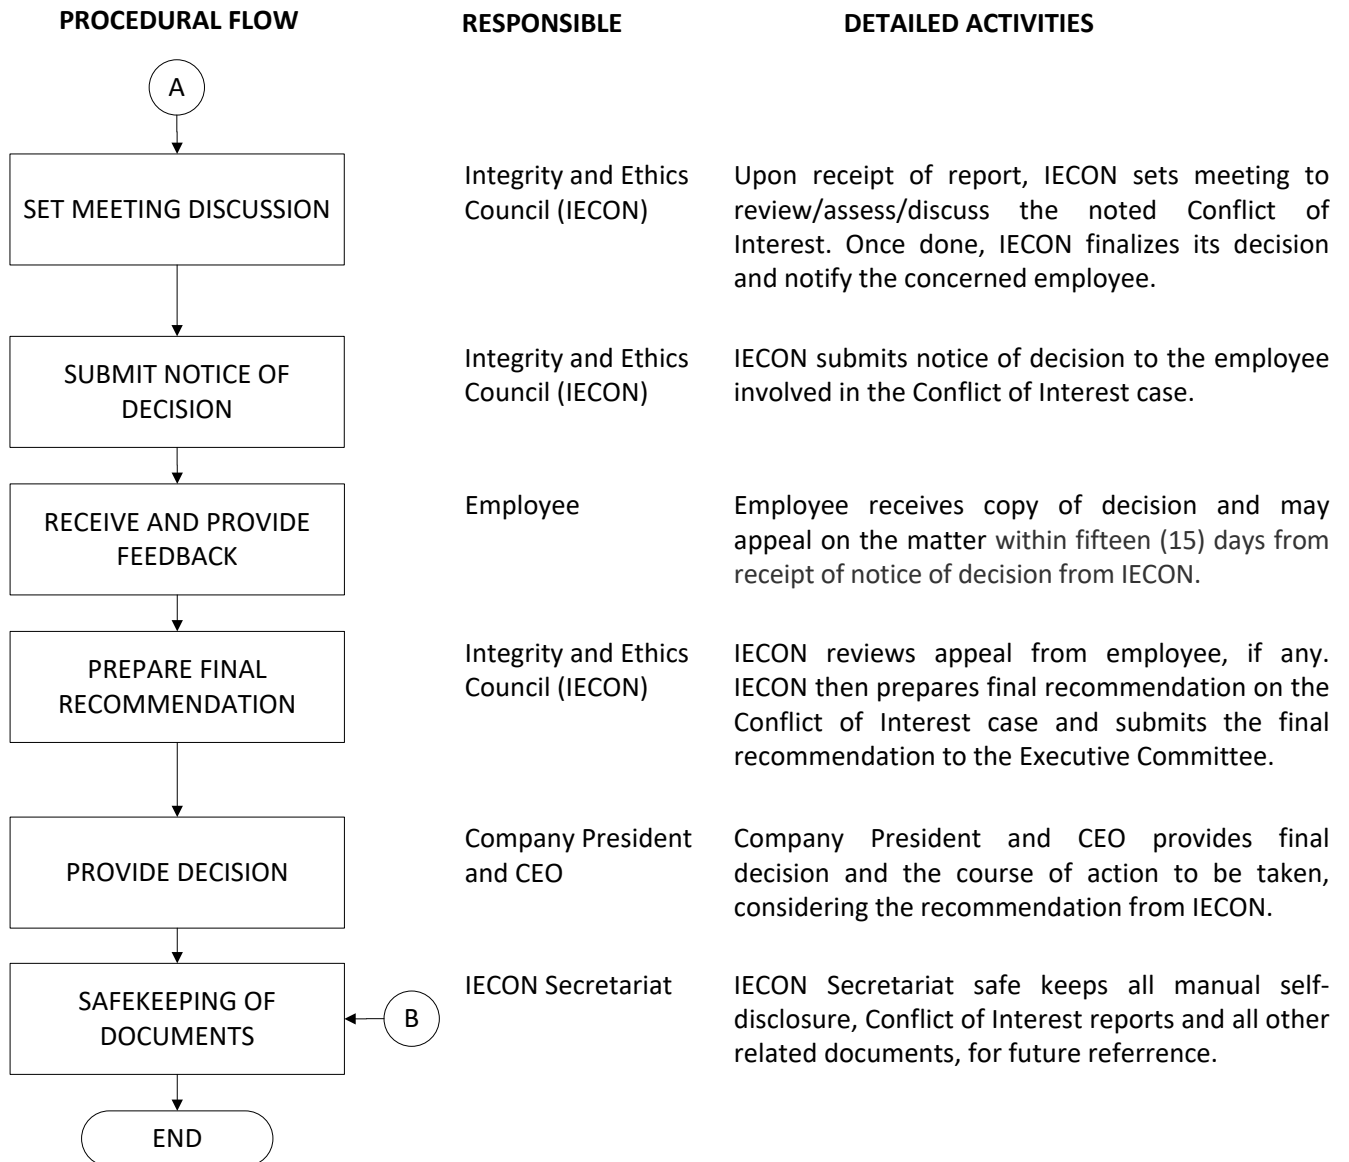 PROCEDURAL FLOW RESPONSIBLE DETAILED ACTIVITIES
A
SET MEETING DISCUSSION
Integrity and Ethics
Council (IECON)
Upon receipt of report, IECON sets meeting to
review/assess/discuss the noted Conflict of
Interest. Once done, IECON finalizes its decision
and notify the concerned employee.
SUBMIT NOTICE OF
DECISION
Integrity and Ethics
Council (IECON)
IECON submits notice of decision to the employee
involved in the Conflict of Interest case.
RECEIVE AND PROVIDE
FEEDBACK
Employee
Employee receives copy of decision and may
appeal on the matter within fifteen (15) days from
receipt of notice of decision from IECON.
PREPARE FINAL
RECOMMENDATION
Integrity and Ethics
Council (IECON)
IECON reviews appeal from employee, if any.
IECON then prepares final recommendation on the
Conflict of Interest case and submits the final
recommendation to the Executive Committee.
PROVIDE DECISION
Company President
and CEO
Company President and CEO provides final
decision and the course of action to be taken,
considering the recommendation from IECON.
SAFEKEEPING OF
DOCUMENTS
B
IECON Secretariat
IECON Secretariat safe keeps all manual self-
disclosure, Conflict of Interest reports and all other
related documents, for future referrence.
END